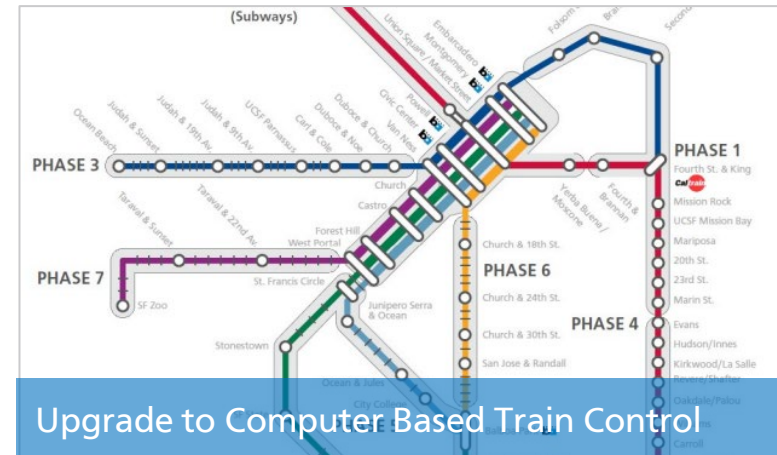 (Subways)
Folsom
Embarcadero
Montgomery
Union Square / Market Street
Powell
Civic Center
Van Ness
Duboce & Church
Duboce & Noe
Carl & Cole
UCSF Parnassus
Judah & 9th Av.
Judah & 19th Av.
Judah & Sunset
Ocean Beach
PHASE 3
PHASE 1
Fourth St. & King
Caltrain
Church
Castro
Forest Hill
West Portal
Yerba Buena /
Moscone
Fourth &
Brannan
Mission Rock
UCSF Mission Bay
Mariposa
20th St.
23rd St.
Marin St.
Taraval & Sunset
Taraval & 22nd Av.
PHASE 7
SF Zoo
St. Francis Circle
Church & 18th St.
PHASE 6
Church & 24th St.
Church & 30th St.
San Jose & Randall
Junipero Serra
& Ocean
Stonestown
PHASE 4
Evans
Hudson/Innes
Kirkwood/La Salle
Revere/Shafter
Oakdale/Palou
Carroll
Ocean & Jules
City College
Upgrade to Computer Based Train Control